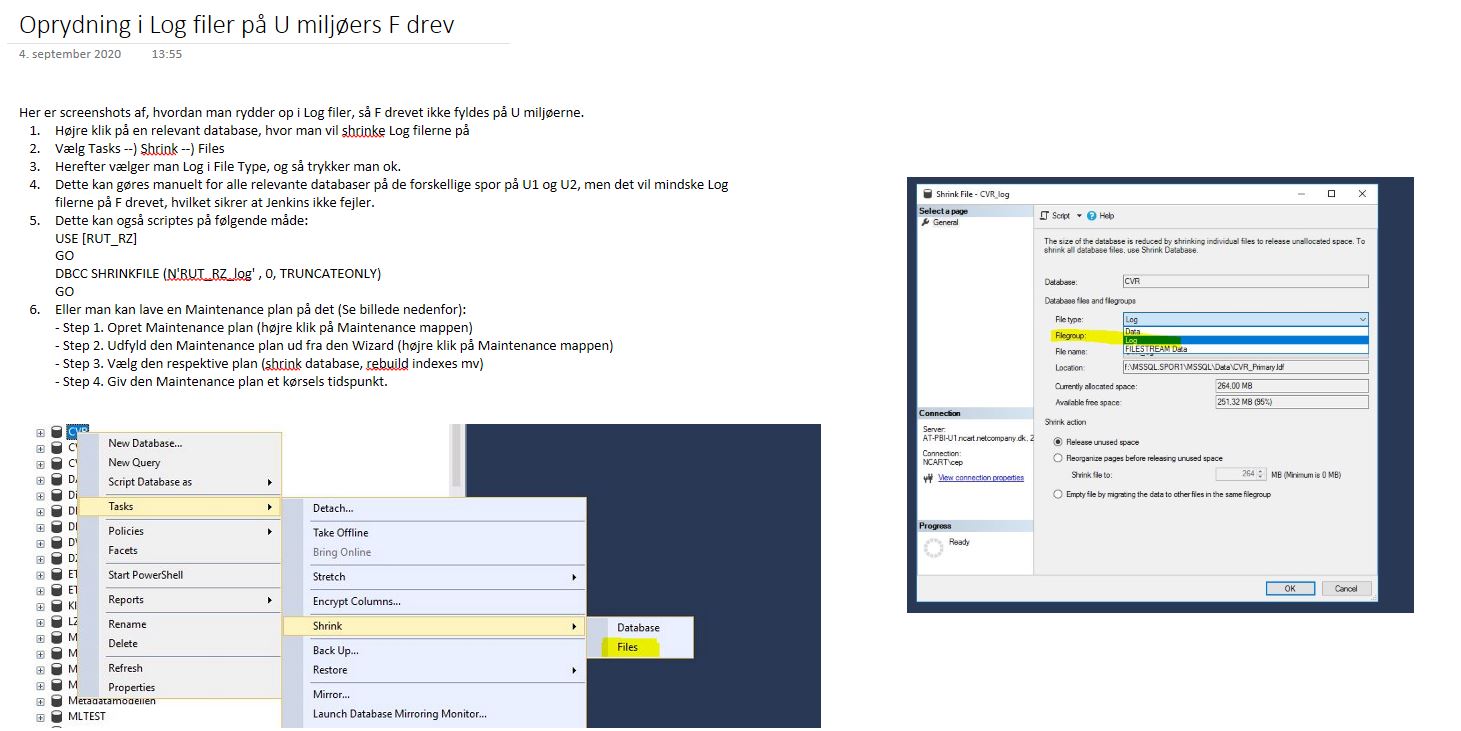 Oprydning i Log filer på U miljøers F drev
4. september 2020 13:55
Her er screenshots af, hvordan man rydder op i Log filer, så F drevet ikke fyldes på U miljøerne.
1. Højre klik på en relevant database, hvor man vil shrinke Log filerne på
2. Vælg Tasks --) Shrink --) Files
3. Herefter vælger man Log i File Type, og så trykker man ok.
4. Dette kan gøres manuelt for alle relevante databaser på de forskellige spor på U1 og U2, men det vil mindske Log
filerne på F drevet, hvilket sikrer at Jenkins ikke fejler.
5. Dette kan også scriptes på følgende måde:
USE [RUT_RZ]
GO
DBCC SHRINKFILE (N'RUT_RZ_log' , 0, TRUNCATEONLY)
GO
6. Eller man kan lave en Maintenance plan på det (Se billede nedenfor):
- Step 1. Opret Maintenance plan (højre klik på Maintenance mappen)
- Step 2. Udfyld den Maintenance plan ud fra den Wizard (højre klik på Maintenance mappen)
- Step 3. Vælg den respektive plan (shrink database, rebuild indexes mv)
- Step 4. Giv den Maintenance plan et kørsels tidspunkt.
CVR
New Database...
New Query
Script Database as
Tasks
Policies
Facets
Start PowerShell
Reports
Rename
Delete
Refresh
Properties
Metadatamodellen
MLTEST
Detach...
Take Offline
Bring Online
Stretch
Encrypt Columns...
Shrink
Back Up...
Restore
Mirror...
Launch Database Mirroring Monitor...
Database
Files
Shrink File - CVR_log
Select a page
General
Script Help
The size of the database is reduced by shrinking individual files to release unallocated space. To
shrink all database files, use Shrink Database.
Database: CVR
Database files and filegroups
File type: Log
Data
Filegroup: Log
File name: FILESTREAM Data
Location: F:\MSSQL.SPOR1\MSSQL\Data\CVR_Primary.ldf
Currently allocated space: 264.00 MB
Available free space: 251.32 MB (95%)
Shrink action
Release unused space
Reorganize pages before releasing unused space
Shrink file to: 264 MB (Minimum is 0 MB)
Empty file by migrating the data to other files in the same filegroup
Connection
Server:
AT-PBI-U1.ncart.netcompany.dk, 2
Connection:
NCART\cep
View connection properties
Progress
Ready
OK Cancel